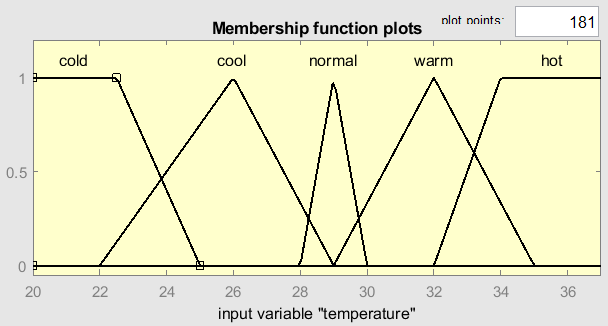 plot points: 181
Membership function plots
cold cool normal warm hot
1
0.5
0
20 22 24 26 28 30 32 34 36
input variable "temperature"